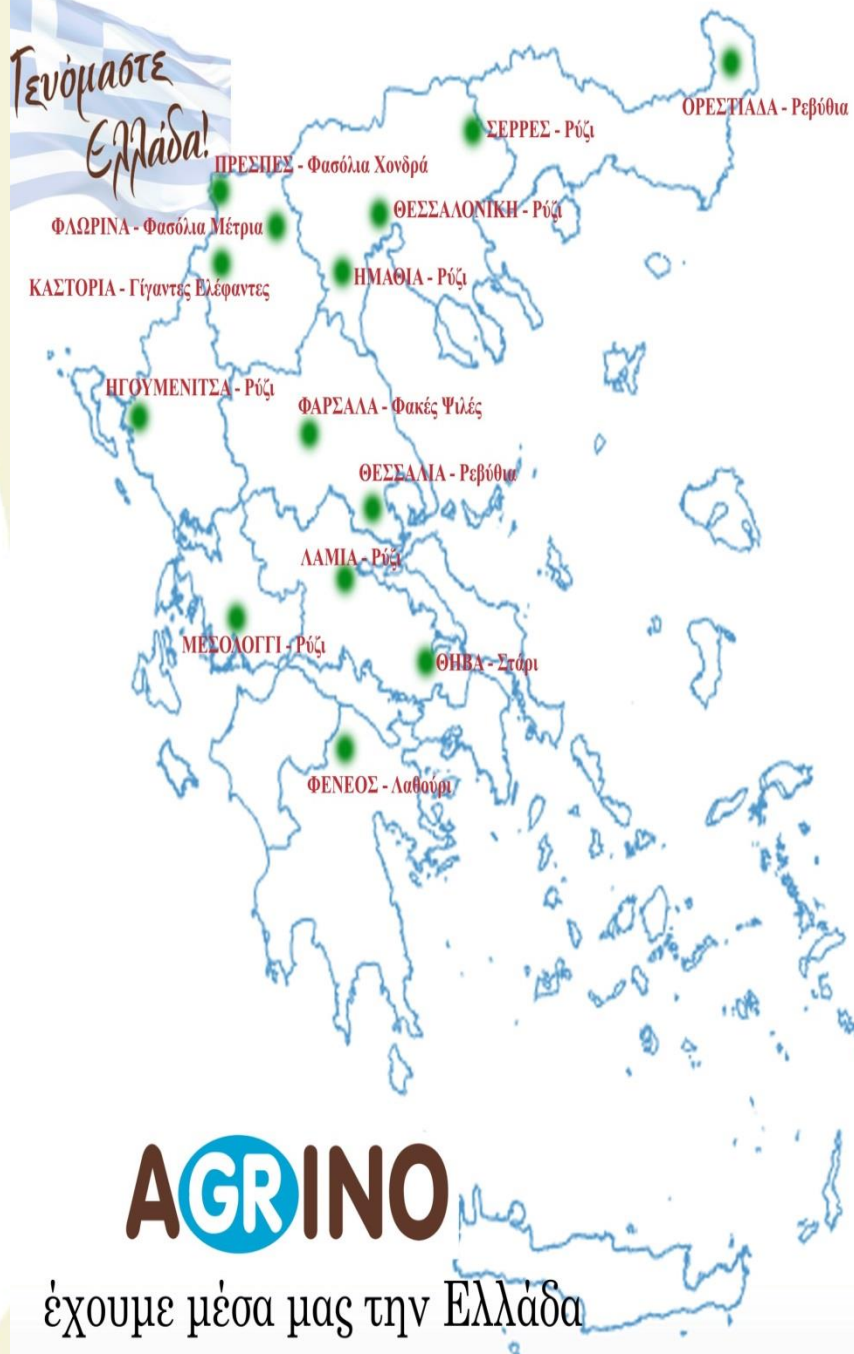 Γευόμαστε
Ελλάδα!
ΟΡΕΣΤΙΑΔΑ - Ρεβύθια
ΣΕΡΡΕΣ - Ρύζι
ΠΡΕΣΠΕΣ - Φασόλια Χονδρά
ΘΕΣΣΑΛΟΝΙΚΗ - Ρύζι
ΦΛΩΡΙΝΑ - Φασόλια Μέτρια
ΗΜΑΘΙΑ - Ρύζι
ΚΑΣΤΟΡΙΑ - Γίγαντες Ελέφαντες
ΗΓΟΥΜΕΝΙΤΣΑ - Ρύζι
ΦΑΡΣΑΛΑ - Φακές Ψιλές
ΘΕΣΣΑΛΙΑ - Ρεβύθια
ΛΑΜΙΑ - Ρύζι
ΜΕΣΟΛΟΓΓΙ - Ρύζι
ΘΗΒΑ - Στάρι
ΦΕΝΕΟΣ - Λαθούρι
AGRINO
έχουμε μέσα μας την Ελλάδα